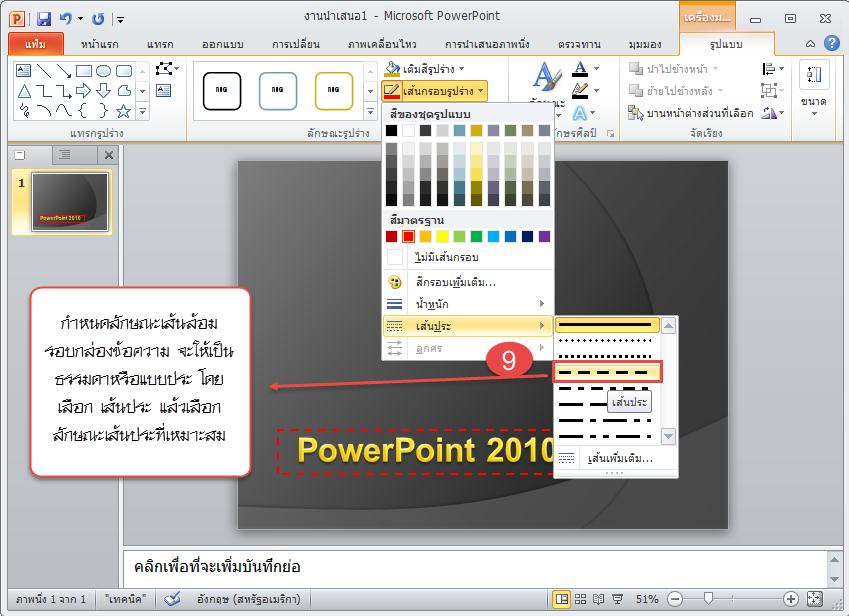 งานนำเสนอ1 - Microsoft PowerPoint
เครื่องม...
แฟ้ม หน้าแรก แทรก ออกแบบ การเปลี่ยน ภาพเคลื่อนไหว การนำเสนอภาพนิ่ง ตรวจทาน มุมมอง รูปแบบ
เติมสีรูปร่าง
เส้นกรอบรูปร่าง
กขค กขค กขค
นำไปข้างหน้า
ย้ายไปข้างหลัง
บานหน้าต่างส่วนที่เลือก
ขนาด
แทรกรูปร่าง ลักษณะรูปร่าง จัดเรียง
สีของชุดรูปแบบ
สีมาตรฐาน
ไม่มีเส้นกรอบ
สีกรอบเพิ่มเติม...
น้ำหนัก
เส้นประ
ลูกศร
9
เส้นประ
เส้นเพิ่มเติม...
1
PowerPoint 2010
กำหนดลักษณะเส้นล้อม
รอบกล่องข้อความ จะให้เป็น
ธรรมดาหรือแบบประ โดย
เลือก เส้นประ แล้วเลือก
ลักษณะเส้นประที่เหมาะสม
PowerPoint 2010
คลิกเพื่อที่จะเพิ่มบันทึกย่อ
ภาพนิ่ง 1 จาก 1 "เทคนิค" อังกฤษ (สหรัฐอเมริกา) 51%